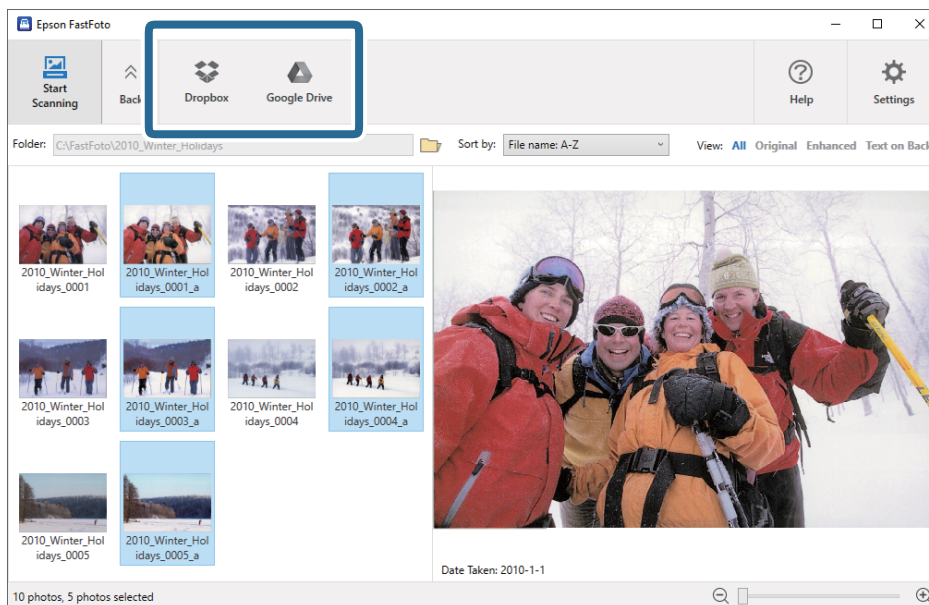 Epson FastFoto
Start
Scanning
Back
Dropbox
Google Drive
Help
Settings
Folder: C:\FastFoto\2010_Winter_Holidays
Sort by: File name: A-Z
View: All Original Enhanced Text on Back
2010_Winter_Hol
idays_0001
2010_Winter_Hol
idays_0001_a
2010_Winter_Hol
idays_0002
2010_Winter_Hol
idays_0002_a
2010_Winter_Hol
idays_0003
2010_Winter_Hol
idays_0003_a
2010_Winter_Hol
idays_0004
2010_Winter_Hol
idays_0004_a
2010_Winter_Hol
idays_0005
2010_Winter_Hol
idays_0005_a
Date Taken: 2010-1-1
10 photos, 5 photos selected